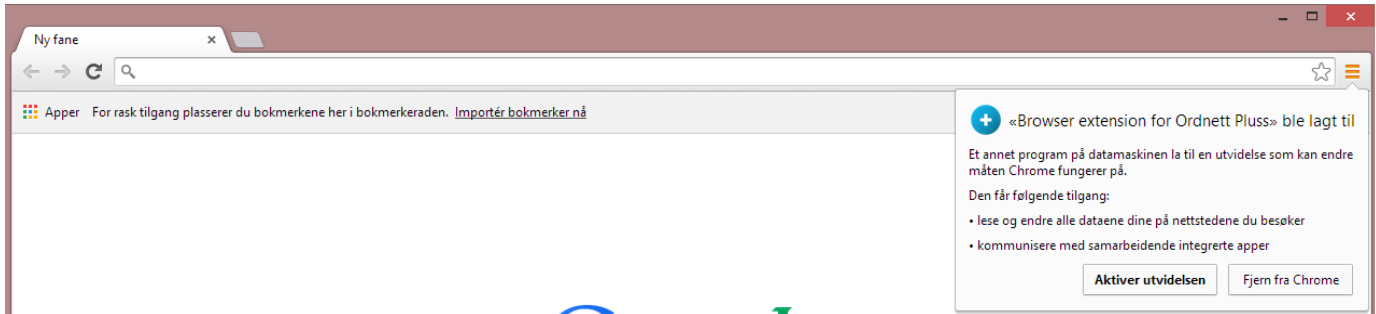 Ny fane
Apper For rask tilgang plasserer du bokmerkene her i bokmerkeraden. Importér bokmerker nå
«Browser extension for Ordnett Pluss» ble lagt til
Et annet program på datamaskinen la til en utvidelse som kan endre
måten Chrome fungerer på.
Den får følgende tilgang:
• lese og endre alle dataene dine på nettstedene du besøker
• kommunisere med samarbeidende integrerte apper
Aktiver utvidelsen Fjern fra Chrome